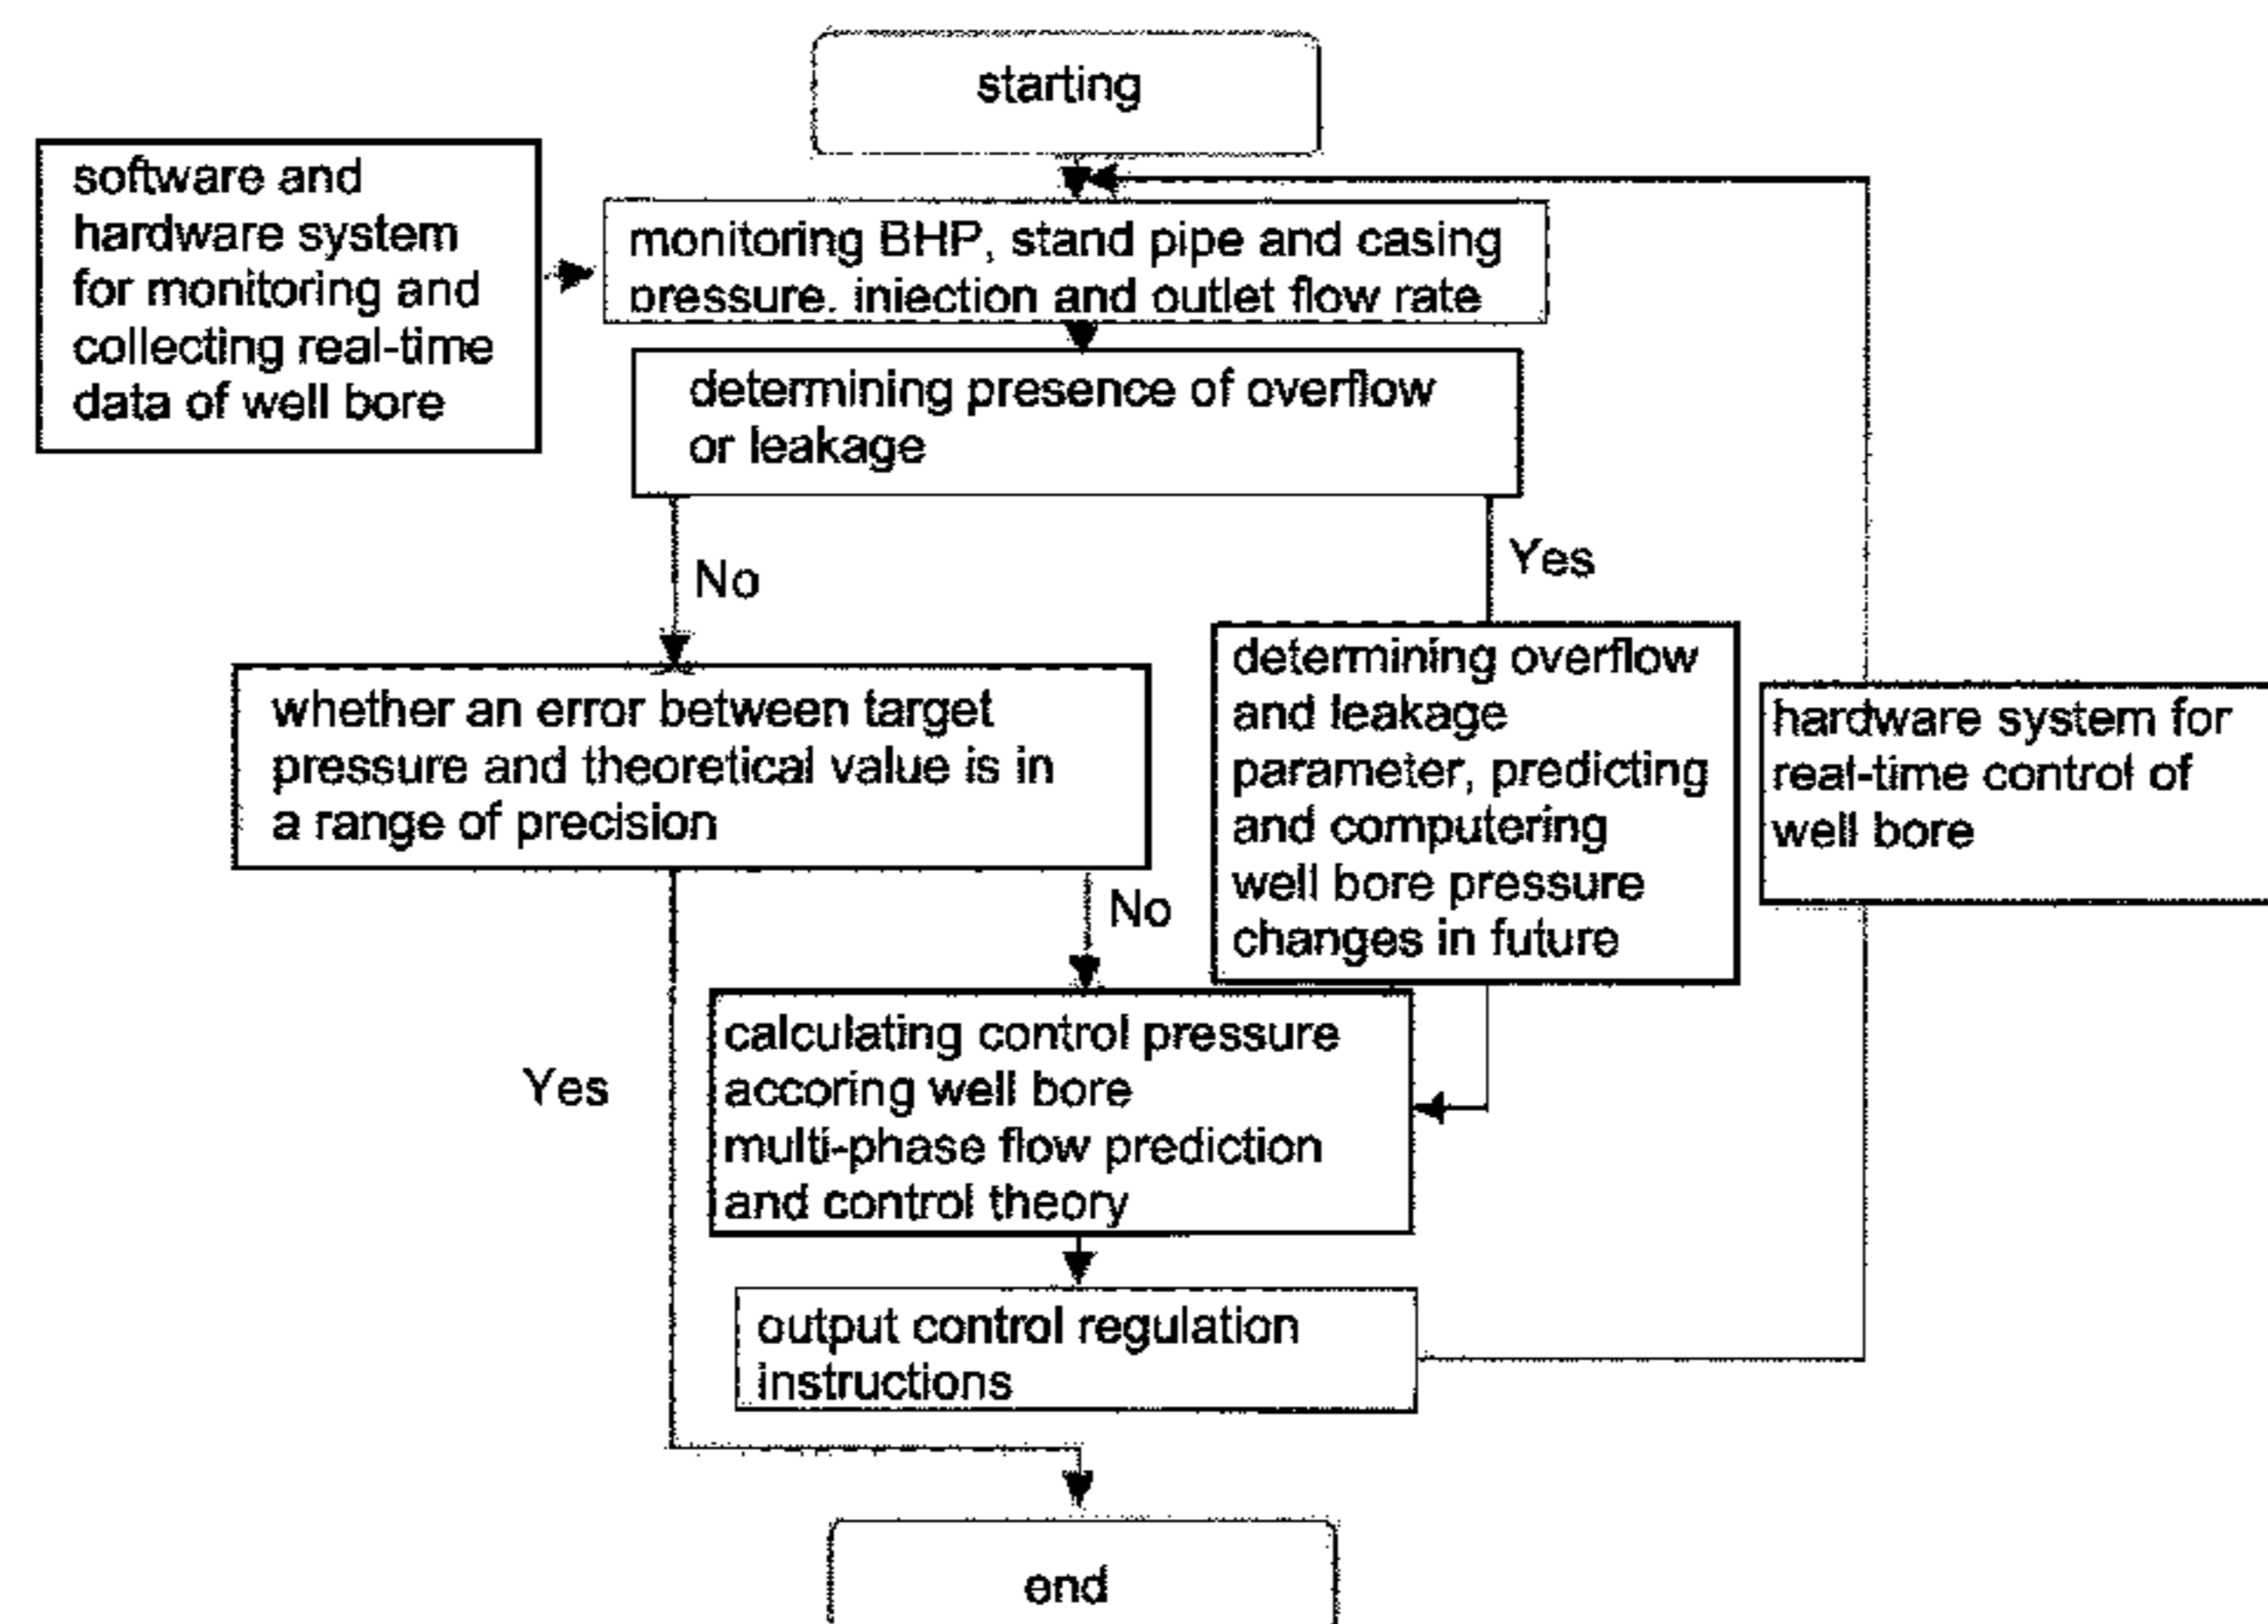 starting
software and
hardware system
for monitoring and
collecting real-time
data of well bore
monitoring BHP, stand pipe and casing
pressure. iniection and outlet flow rate
determining presence of overflow
or leakage
No
Yes
whether an error between target
pressure and theoretical value is in
a range of precision
determining overflow
and leakage
parameter, predicting
and computering
well bore pressure
changes in future
hardware system for
real-time control of
well bore
No
Yes
calculating control pressure
accoring well bore
multi-phase flow prediction
and control theory
output control regulation
instructions
end